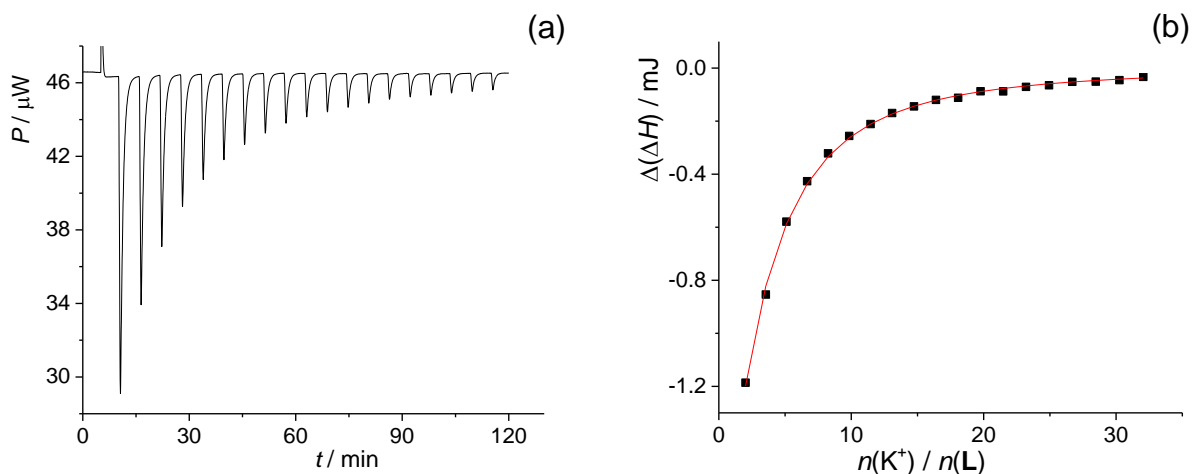 (a)
P / μW
46
42
38
34
30
0 30 60 90 120
t / min
(b)
Δ(ΔH) / mJ
0.0
-0.4
-0.8
-1.2
0 10 20 30
n(K⁺) / n(L)